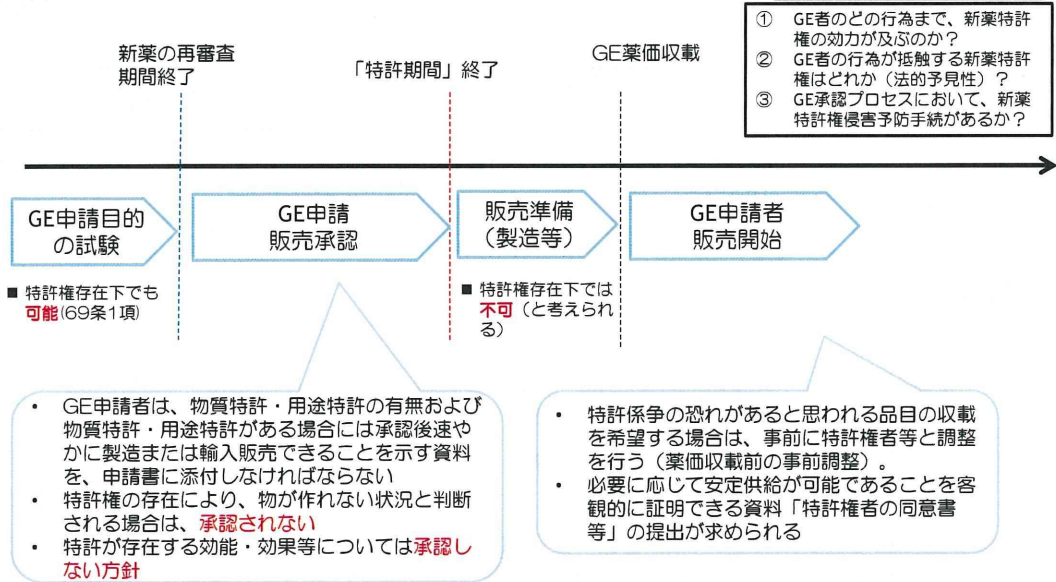 ① GE者のどの行為まで、新薬特許
権の効力が及ぶのか？
② GE者の行為が抵触する新薬特許
権はどれか（法的予見性）？
③ GE承認プロセスにおいて、新薬
特許権侵害予防手続があるか？
新薬の再審査
期間終了
「特許期間」終了
GE薬価収載
GE申請目的
の試験
GE申請
販売承認
販売準備
（製造等）
GE申請者
販売開始
■ 特許権存在下でも
可能(69条1項)
■ 特許権存在下では
不可（と考えられ
る）
• GE申請者は、物質特許・用途特許の有無および
物質特許・用途特許がある場合には承認後速や
かに製造または輸入販売できることを示す資料
を、申請書に添付しなければならない
• 特許権の存在により、物が作れない状況と判断
される場合は、承認されない
• 特許が存在する効能・効果等については承認し
ない方針
• 特許係争の恐れがあると思われる品目の収載
を希望する場合は、事前に特許権者等と調整
を行う（薬価収載前の事前調整）。
• 必要に応じて安定供給が可能であることを客
観的に証明できる資料「特許権者の同意書
等」の提出が求められる